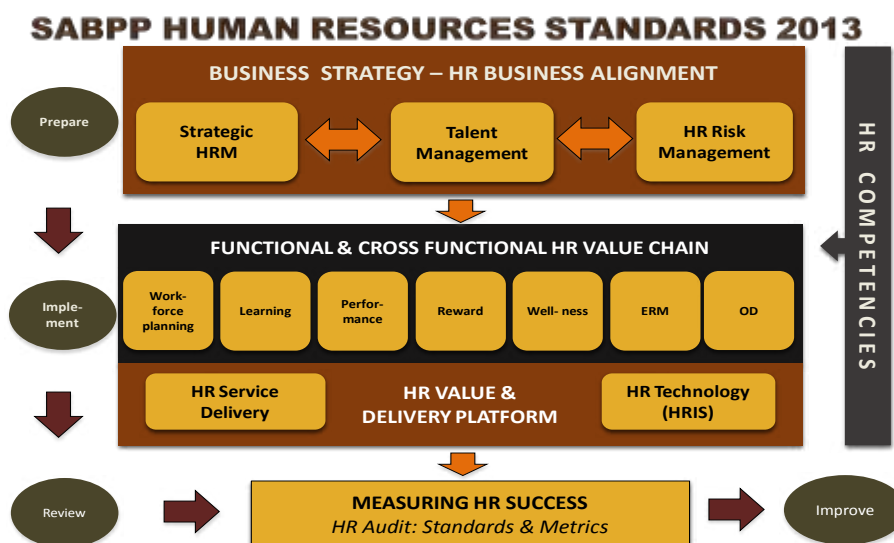 SABPP HUMAN RESOURCES STANDARDS 2013
BUSINESS STRATEGY – HR BUSINESS ALIGNMENT
Prepare
Strategic
HRM
Talent
Management
HR Risk
Management
HR COMPETENCIES
FUNCTIONAL & CROSS FUNCTIONAL HR VALUE CHAIN
Imple-
ment
Work-
force
planning
Learning
Perfor-
mance
Reward
Well- ness
ERM
OD
HR Service
Delivery
HR VALUE &
DELIVERY PLATFORM
HR Technology
(HRIS)
Review
MEASURING HR SUCCESS
HR Audit: Standards & Metrics
Improve